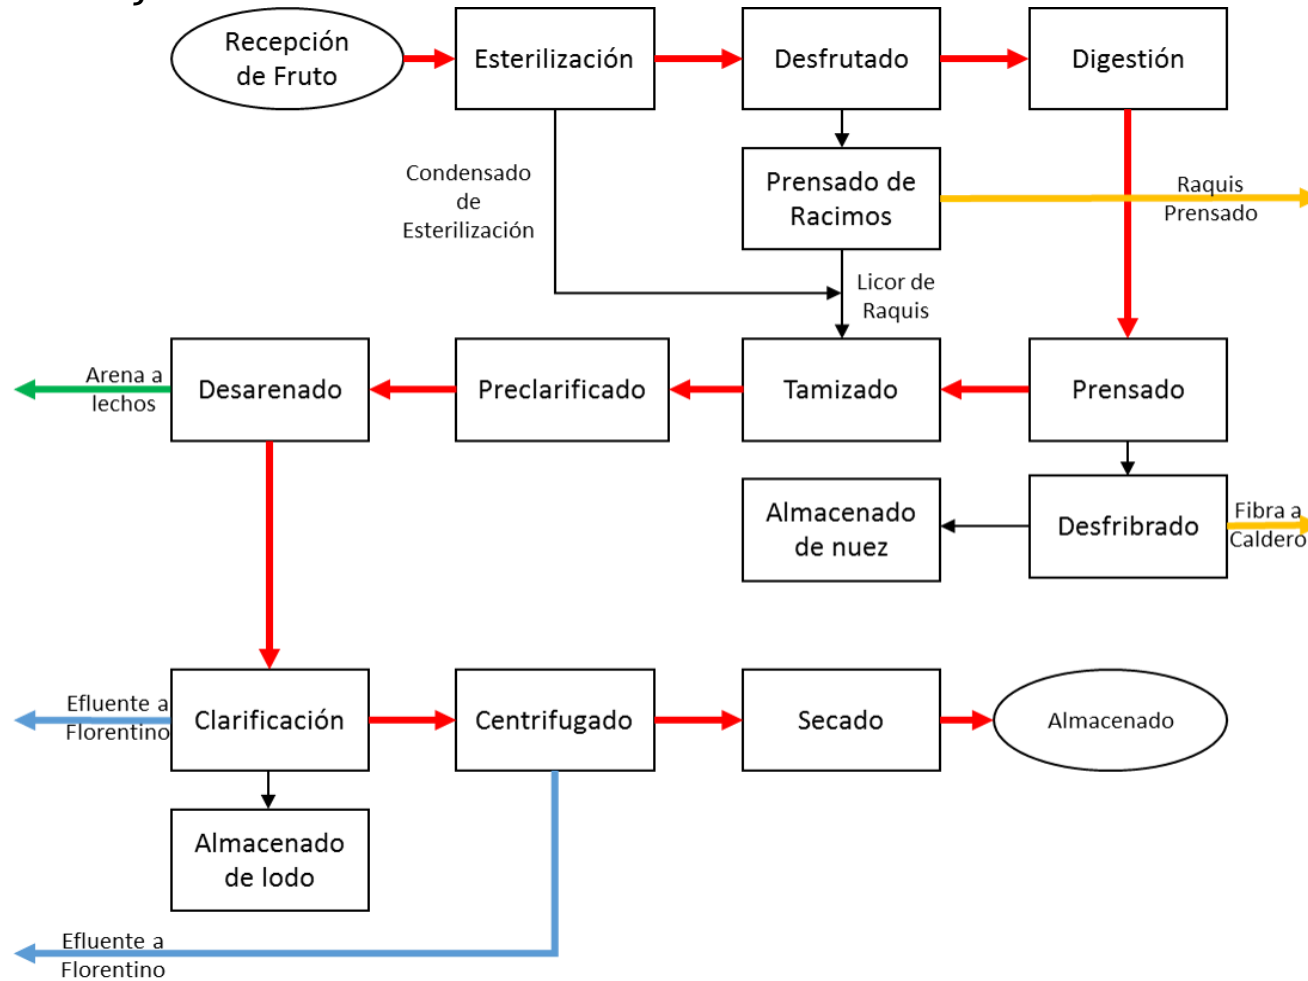 Recepción
de Fruto
Esterilización
Desfrutado
Digestión
Condensado
de
Esterilización
Prensado de
Racimos
Raquis
Prensado
Licor de
Raquis
Arena a
lechos
Desarenado
Preclarificado
Tamizado
Prensado
Almacenado
de nuez
Desfribrado
Fibra a
Caldero
Efluente a
Florentino
Clarificación
Centrifugado
Secado
Almacenado
Almacenado
de lodo
Efluente a
Florentino